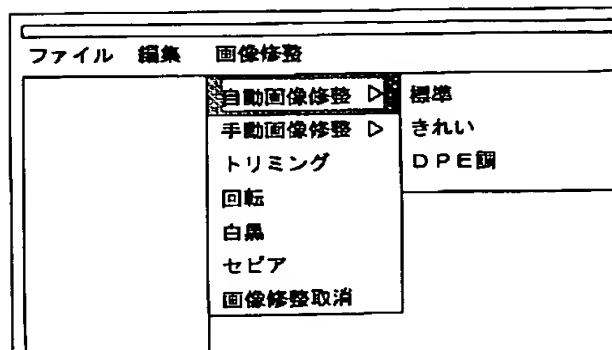 ファイル 編集 画像修整
自動画像修整 ▷ 標準
手動画像修整 ▷ きれい
トリミング DPE調
回転
白黒
セピア
画像修整取消